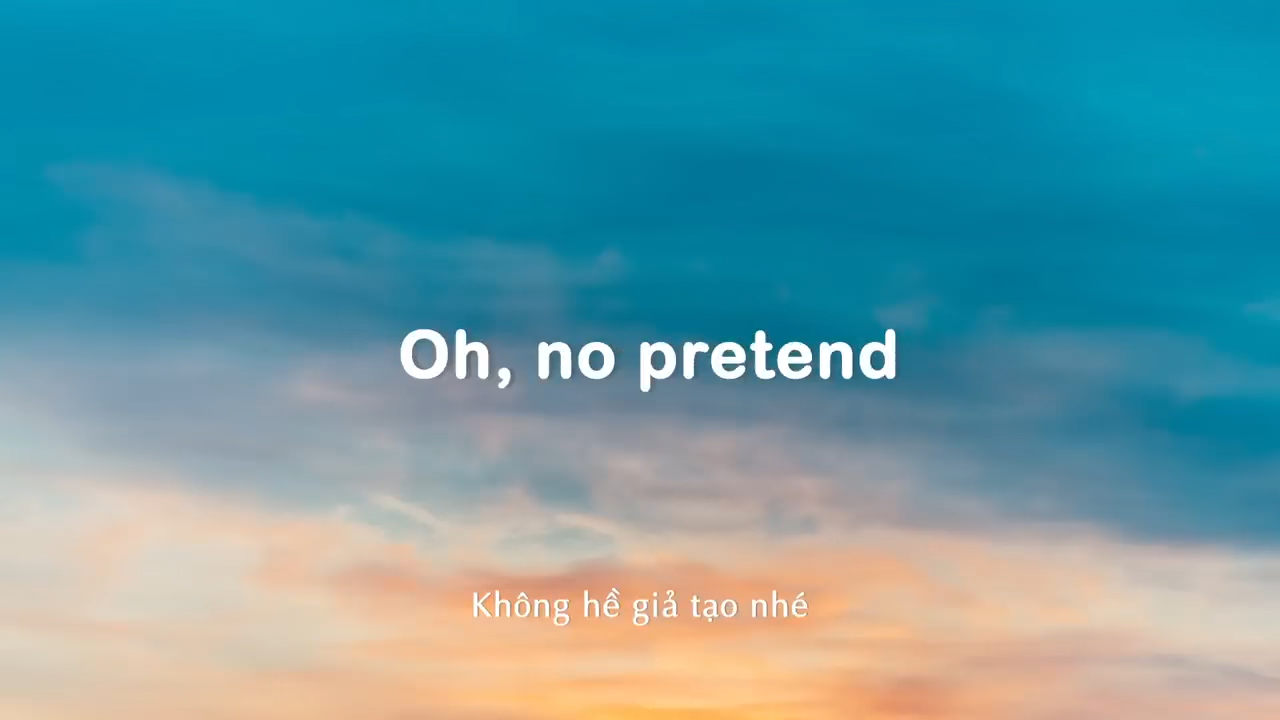 Oh, no pretend
Không hề giả tạo nhé